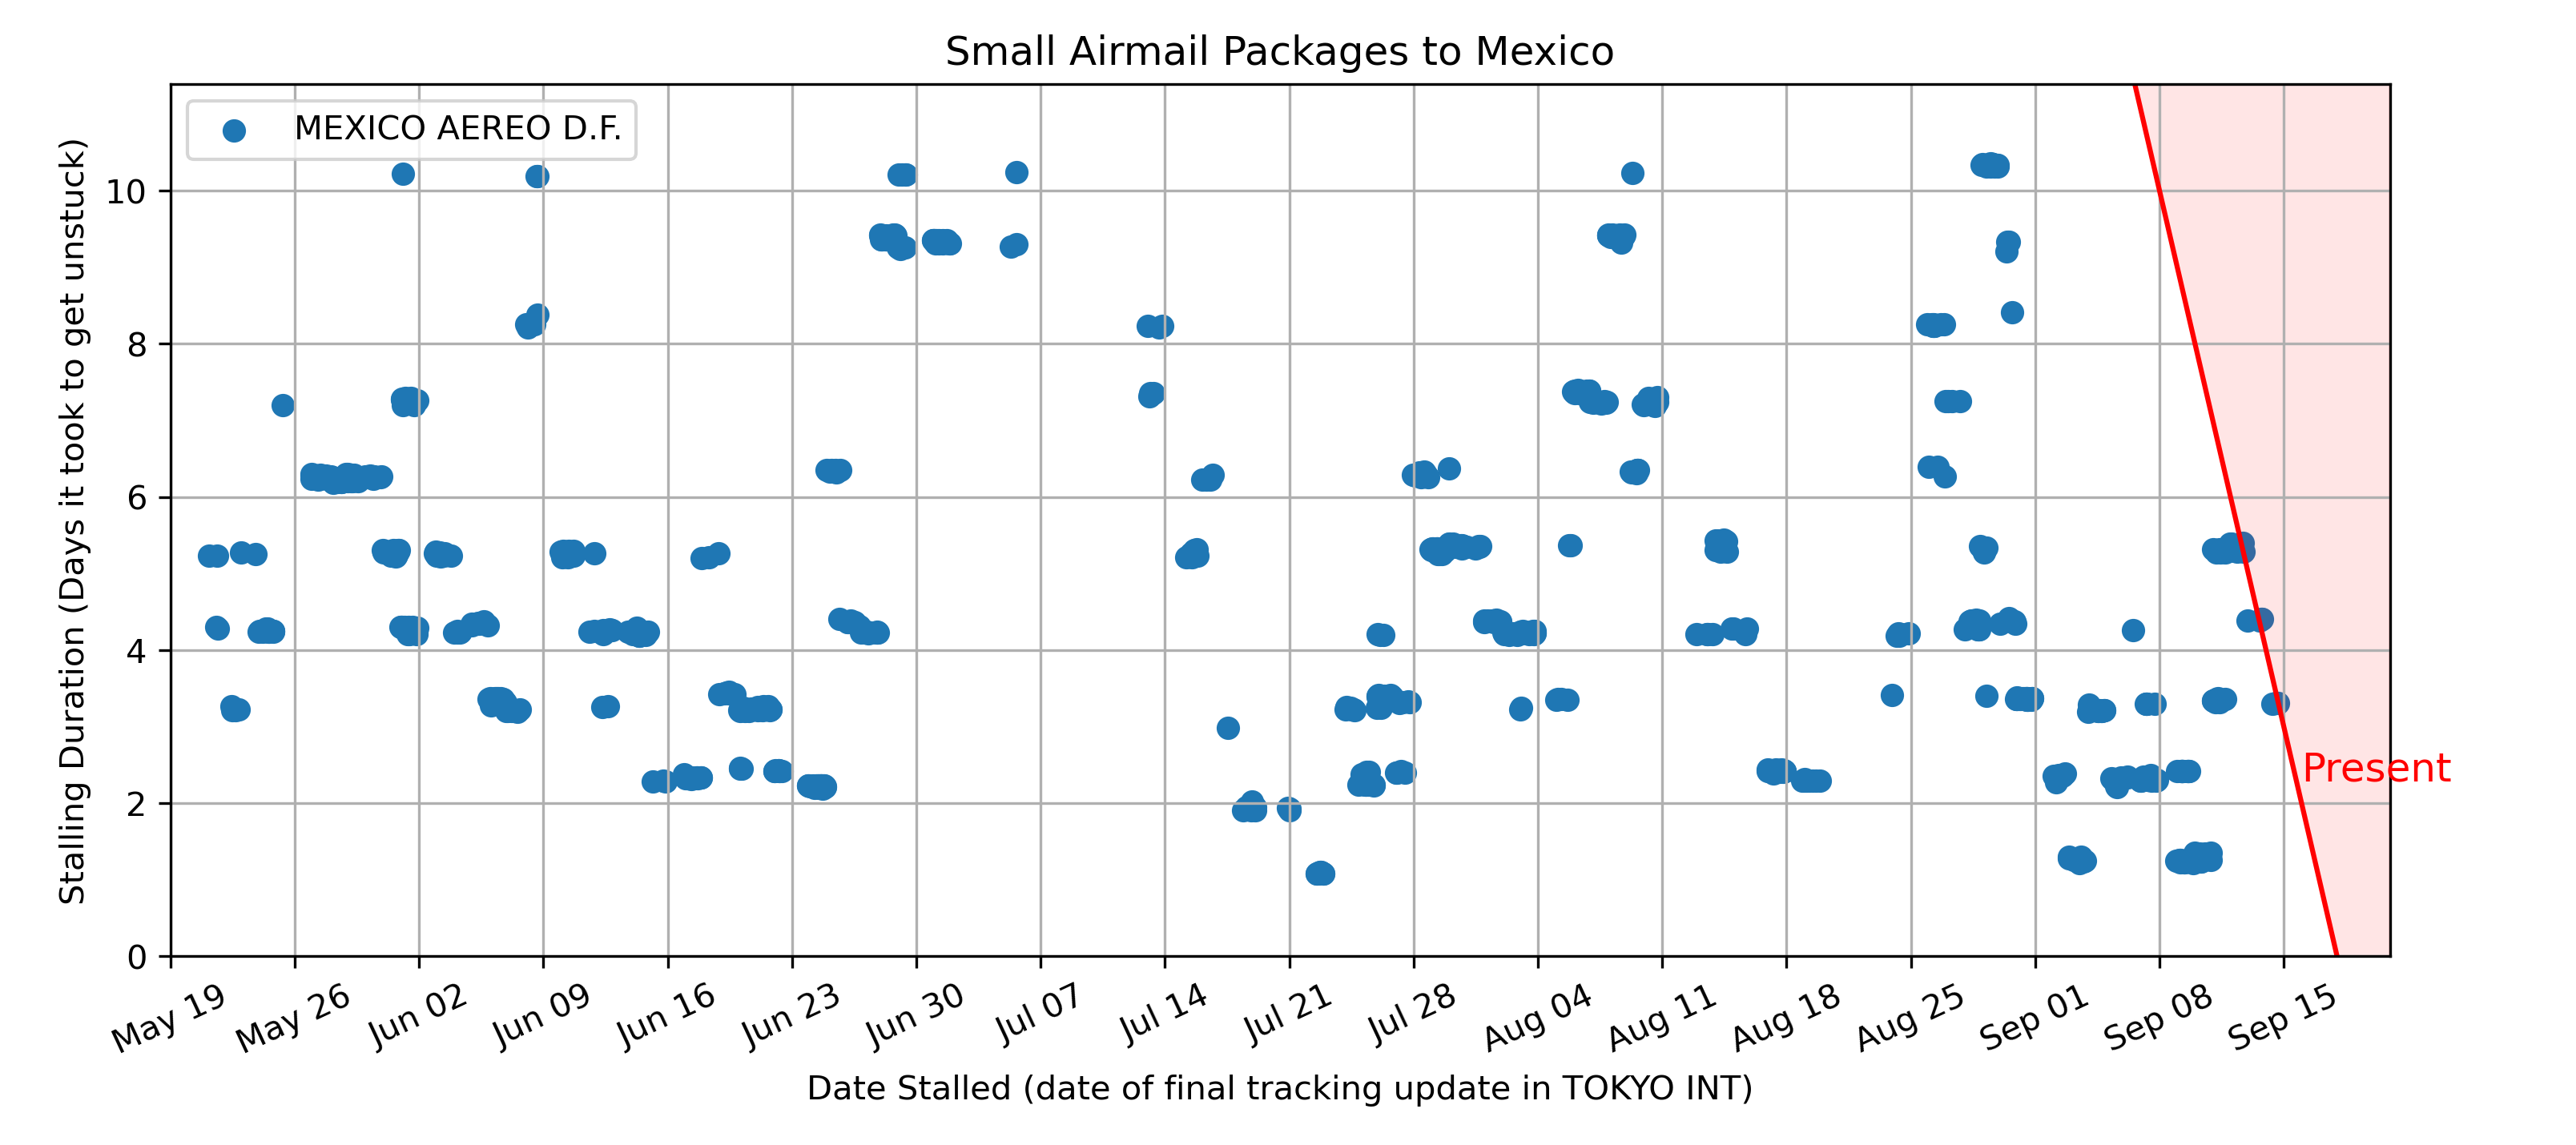 Small Airmail Packages to Mexico
MEXICO AEREO D.F.
Stalling Duration (Days it took to get unstuck)
10
8
6
4
2
0
Present
May 19
May 26
Jun 02
Jun 09
Jun 16
Jun 23
Jun 30
Jul 07
Jul 14
Jul 21
Jul 28
Aug 04
Aug 11
Aug 18
Aug 25
Sep 01
Sep 08
Sep 15
Date Stalled (date of final tracking update in TOKYO INT)